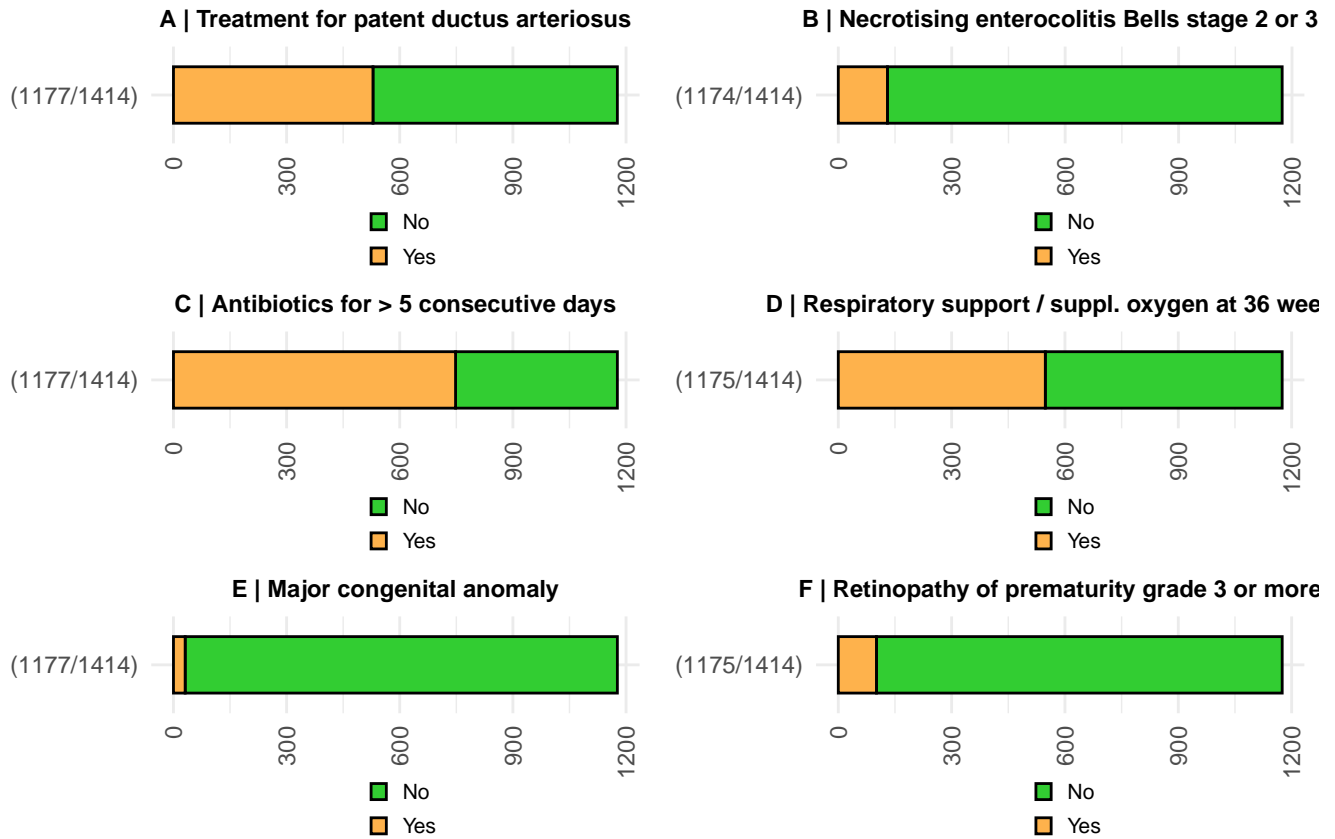 A | Treatment for patent ductus arteriosus
(1177/1414)
0 300 600 900 1200
No
Yes
B | Necrotising enterocolitis Bells stage 2 or 3
(1174/1414)
0 300 600 900 1200
No
Yes
C | Antibiotics for > 5 consecutive days
(1177/1414)
0 300 600 900 1200
No
Yes
D | Respiratory support / suppl. oxygen at 36 wee
(1175/1414)
0 300 600 900 1200
No
Yes
E | Major congenital anomaly
(1177/1414)
0 300 600 900 1200
No
Yes
F | Retinopathy of prematurity grade 3 or more
(1175/1414)
0 300 600 900 1200
No
Yes